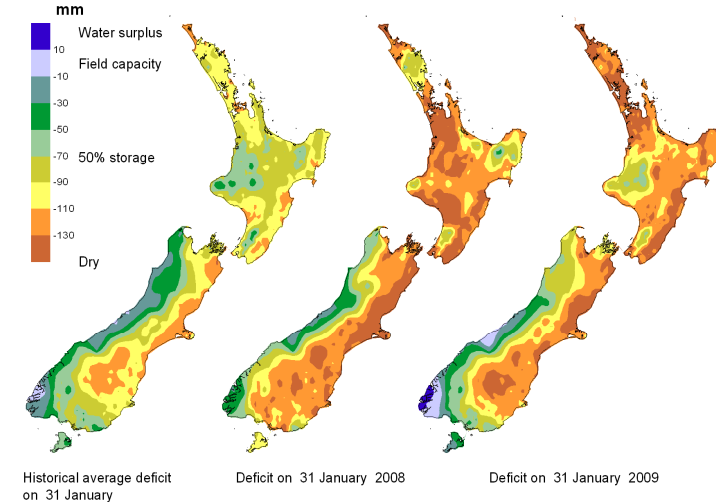 mm
Water surplus
10
Field capacity
-10
-30
-50
-70
50% storage
-90
-110
-130
Dry
Historical average deficit
on 31 January
Deficit on 31 January 2008
Deficit on 31 January 2009